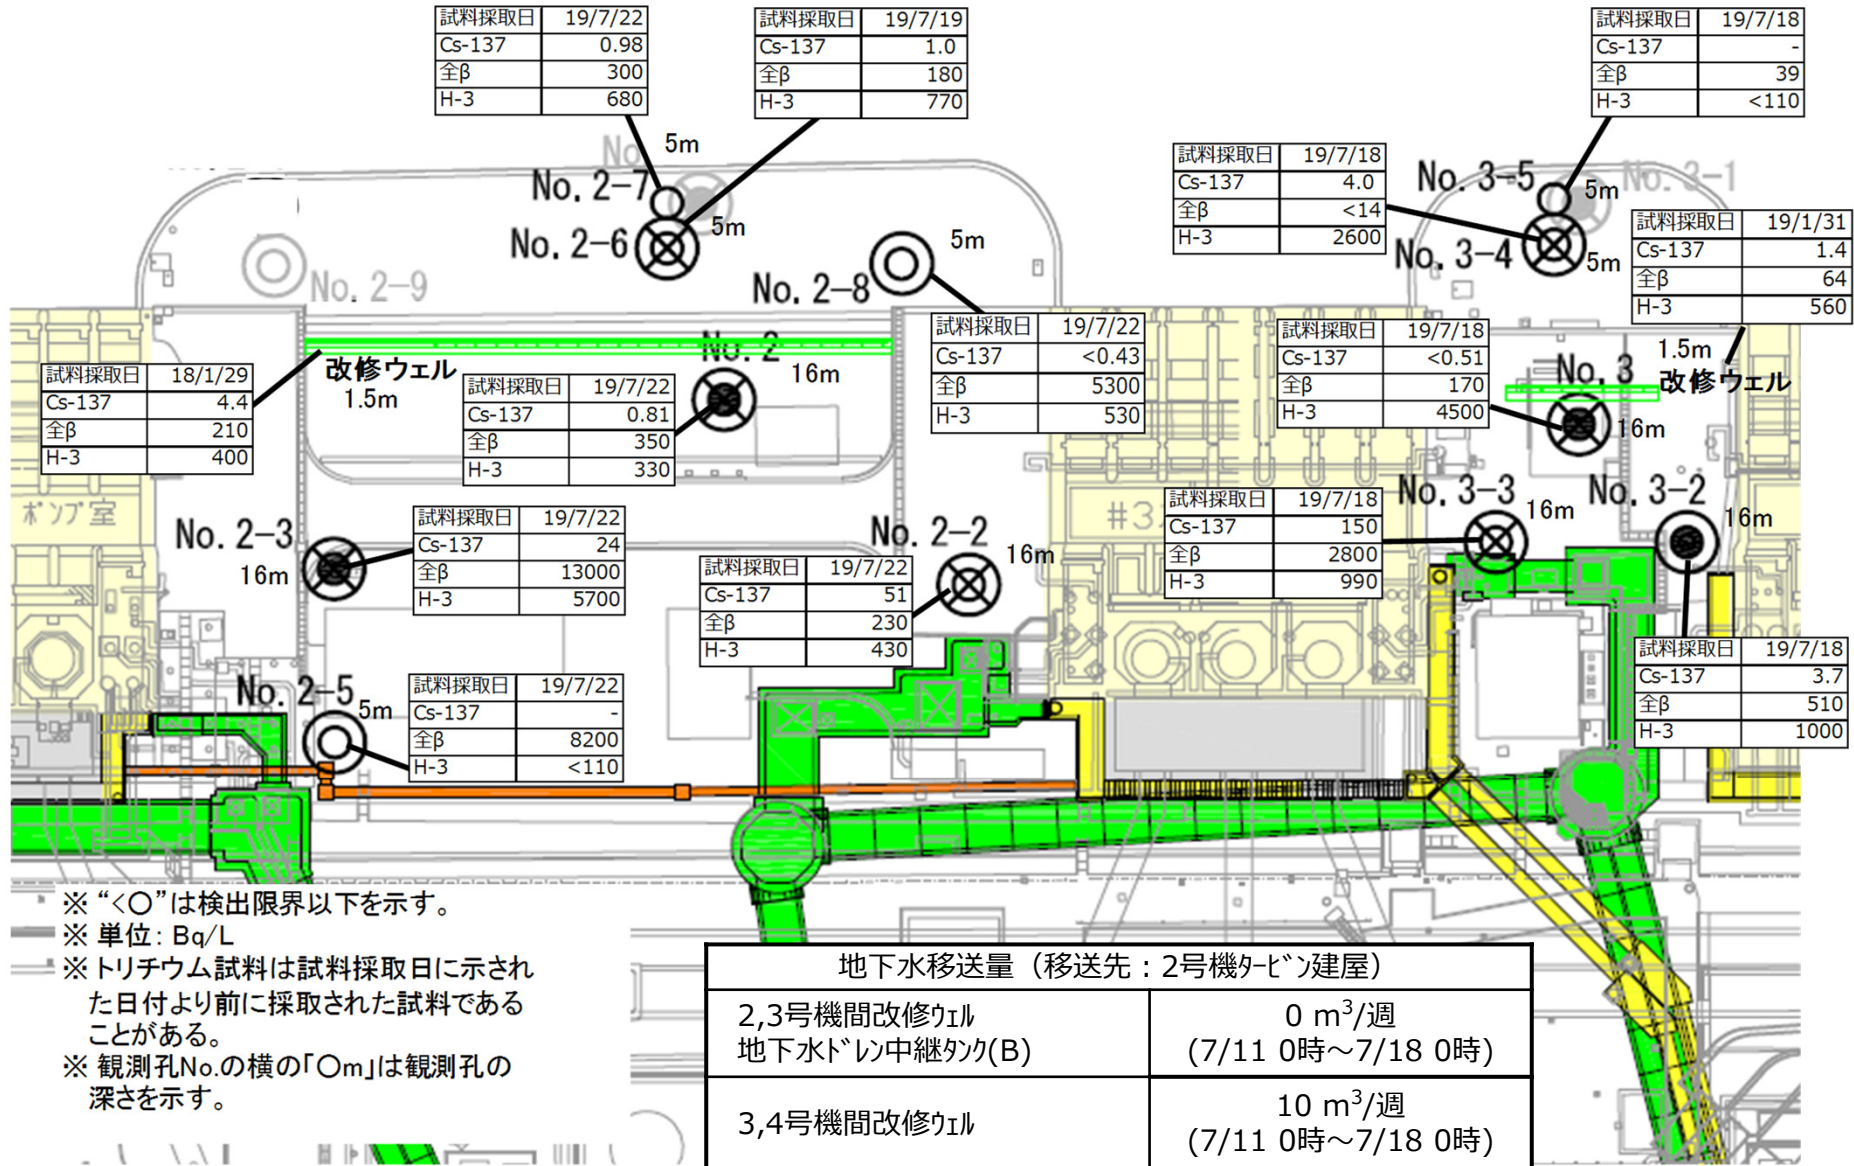 試料採取日 19/7/22
Cs-137 0.98
全β 300
H-3 680
試料採取日 19/7/19
Cs-137 1.0
全β 180
H-3 770
試料採取日 19/7/18
Cs-137 -
全β 39
H-3 <110
No 5m
No. 2-7
No. 2-6 5m
No. 2-9
No. 2-8 5m
試料採取日 19/7/18
Cs-137 4.0
全β <14
H-3 2600
No. 3-5 5m
No. 3-1
No. 3-4 5m
試料採取日 19/1/31
Cs-137 1.4
全β 64
H-3 560
試料採取日 18/1/29
Cs-137 4.4
全β 210
H-3 400
改修ウェル
1.5m
No. 2
16m
試料採取日 19/7/22
Cs-137 0.81
全β 350
H-3 330
試料採取日 19/7/22
Cs-137 <0.43
全β 5300
H-3 530
試料採取日 19/7/18
Cs-137 <0.51
全β 170
H-3 4500
No. 3
16m
1.5m
改修ウェル
ポンプ室
No. 2-3
16m
試料採取日 19/7/22
Cs-137 24
全β 13000
H-3 5700
No. 2-2
16m
試料採取日 19/7/22
Cs-137 51
全β 230
H-3 430
#3
試料採取日 19/7/18
Cs-137 150
全β 2800
H-3 990
No. 3-3
16m
No. 3-2
16m
試料採取日 19/7/18
Cs-137 3.7
全β 510
H-3 1000
No. 2-5
5m
試料採取日 19/7/22
Cs-137 -
全β 8200
H-3 <110
※ “<○”は検出限界以下を示す。
※ 単位: Bq/L
※ トリチウム試料は試料採取日に示され
た日付より前に採取された試料である
ことがある。
※ 観測孔No.の横の「○m」は観測孔の
深さを示す。
地下水移送量（移送先：2号機ﾀｰﾋﾞﾝ建屋）
2,3号機間改修ｳｪﾙ
地下水ﾄﾞﾚﾝ中継ﾀﾝｸ(B)
0 m³/週
(7/11 0時～7/18 0時)
3,4号機間改修ｳｪﾙ
10 m³/週
(7/11 0時～7/18 0時)